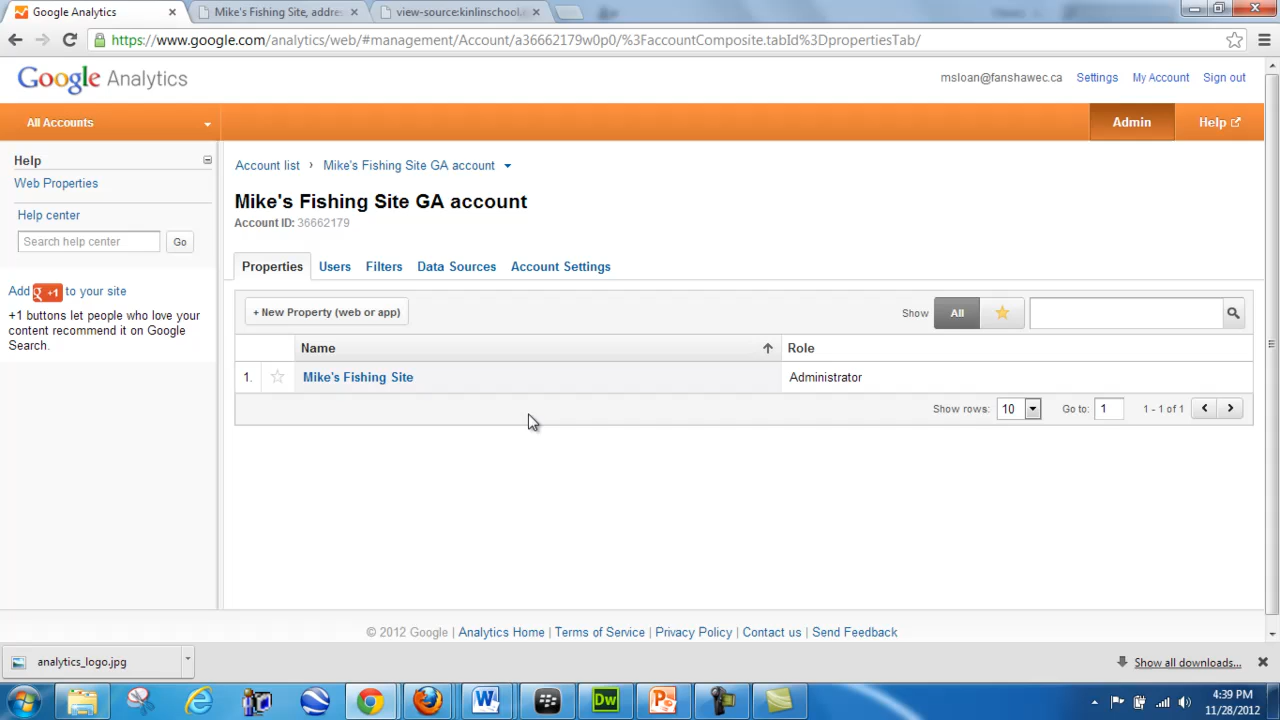 Google Analytics
Mike's Fishing Site, addres
view-source:kinlinschool.
https://www.google.com/analytics/web/#management/Account/a36662179w0p0/%3FaccountComposite.tabId%3DpropertiesTab/
Google Analytics
msloan@fanshawec.ca Settings My Account Sign out
All Accounts
Admin Help
Help
Web Properties
Help center
Search help center Go
Add g +1 to your site
+1 buttons let people who love your
content recommend it on Google
Search.
Account list › Mike's Fishing Site GA account
Mike's Fishing Site GA account
Account ID: 36662179
Properties Users Filters Data Sources Account Settings
+ New Property (web or app) Show All
Name Role
1. Mike's Fishing Site Administrator
Show rows: 10 Go to: 1 1 - 1 of 1
© 2012 Google | Analytics Home | Terms of Service | Privacy Policy | Contact us | Send Feedback
analytics_logo.jpg
Show all downloads...
W
Dw
P
4:39 PM
11/28/2012